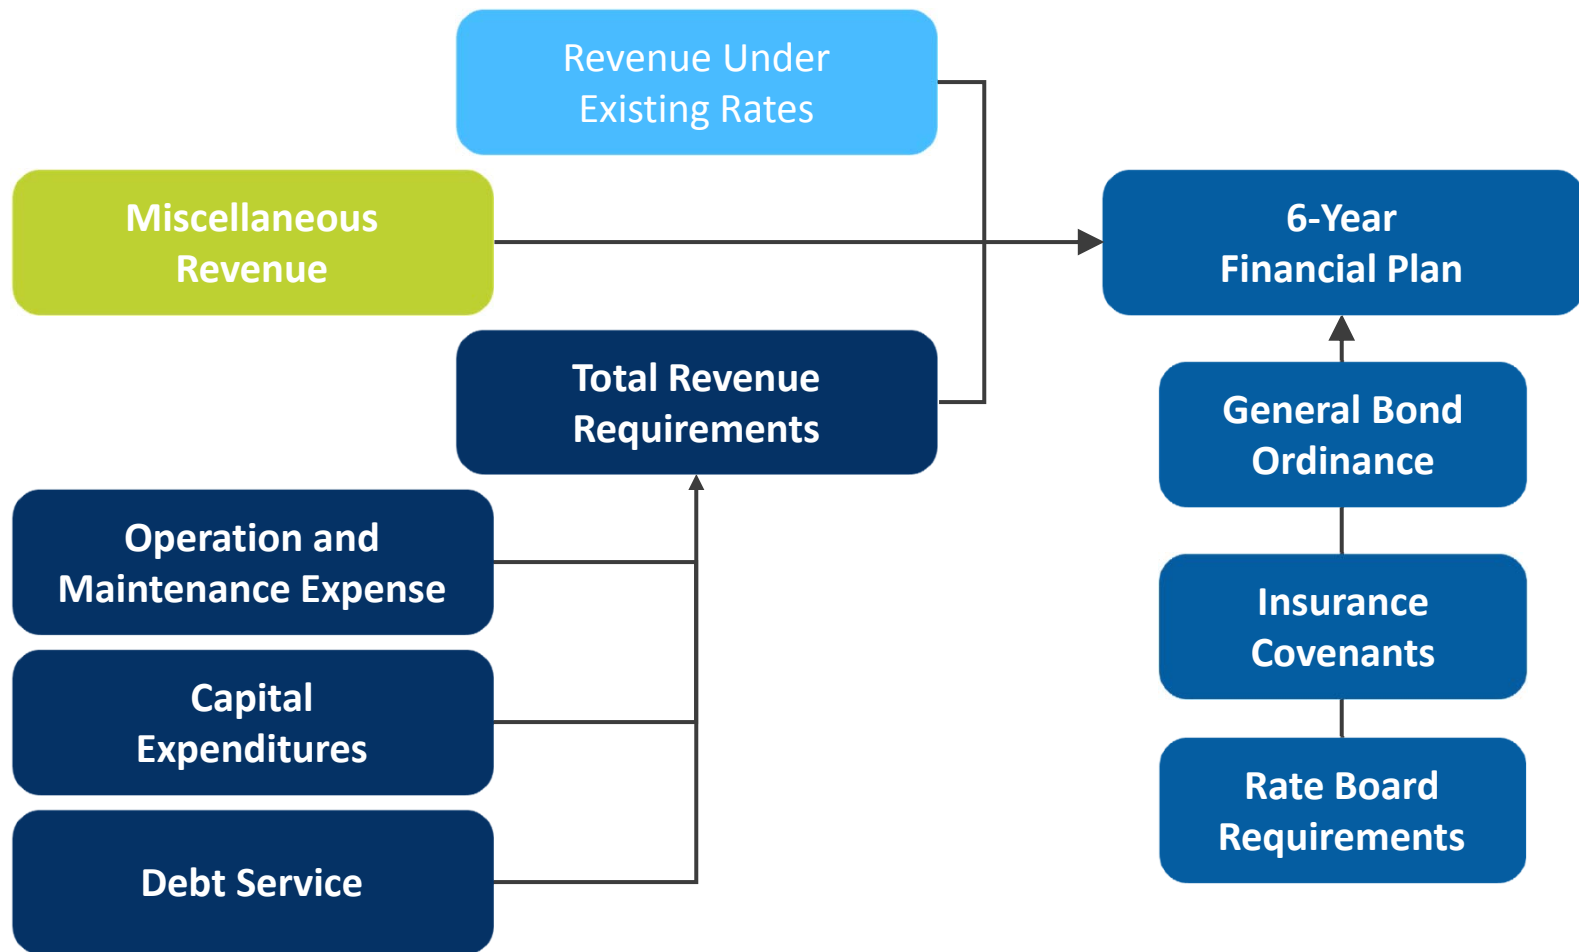 Revenue Under
Existing Rates
Miscellaneous
Revenue
6-Year
Financial Plan
Total Revenue
Requirements
General Bond
Ordinance
Operation and
Maintenance Expense
Insurance
Covenants
Capital
Expenditures
Rate Board
Requirements
Debt Service